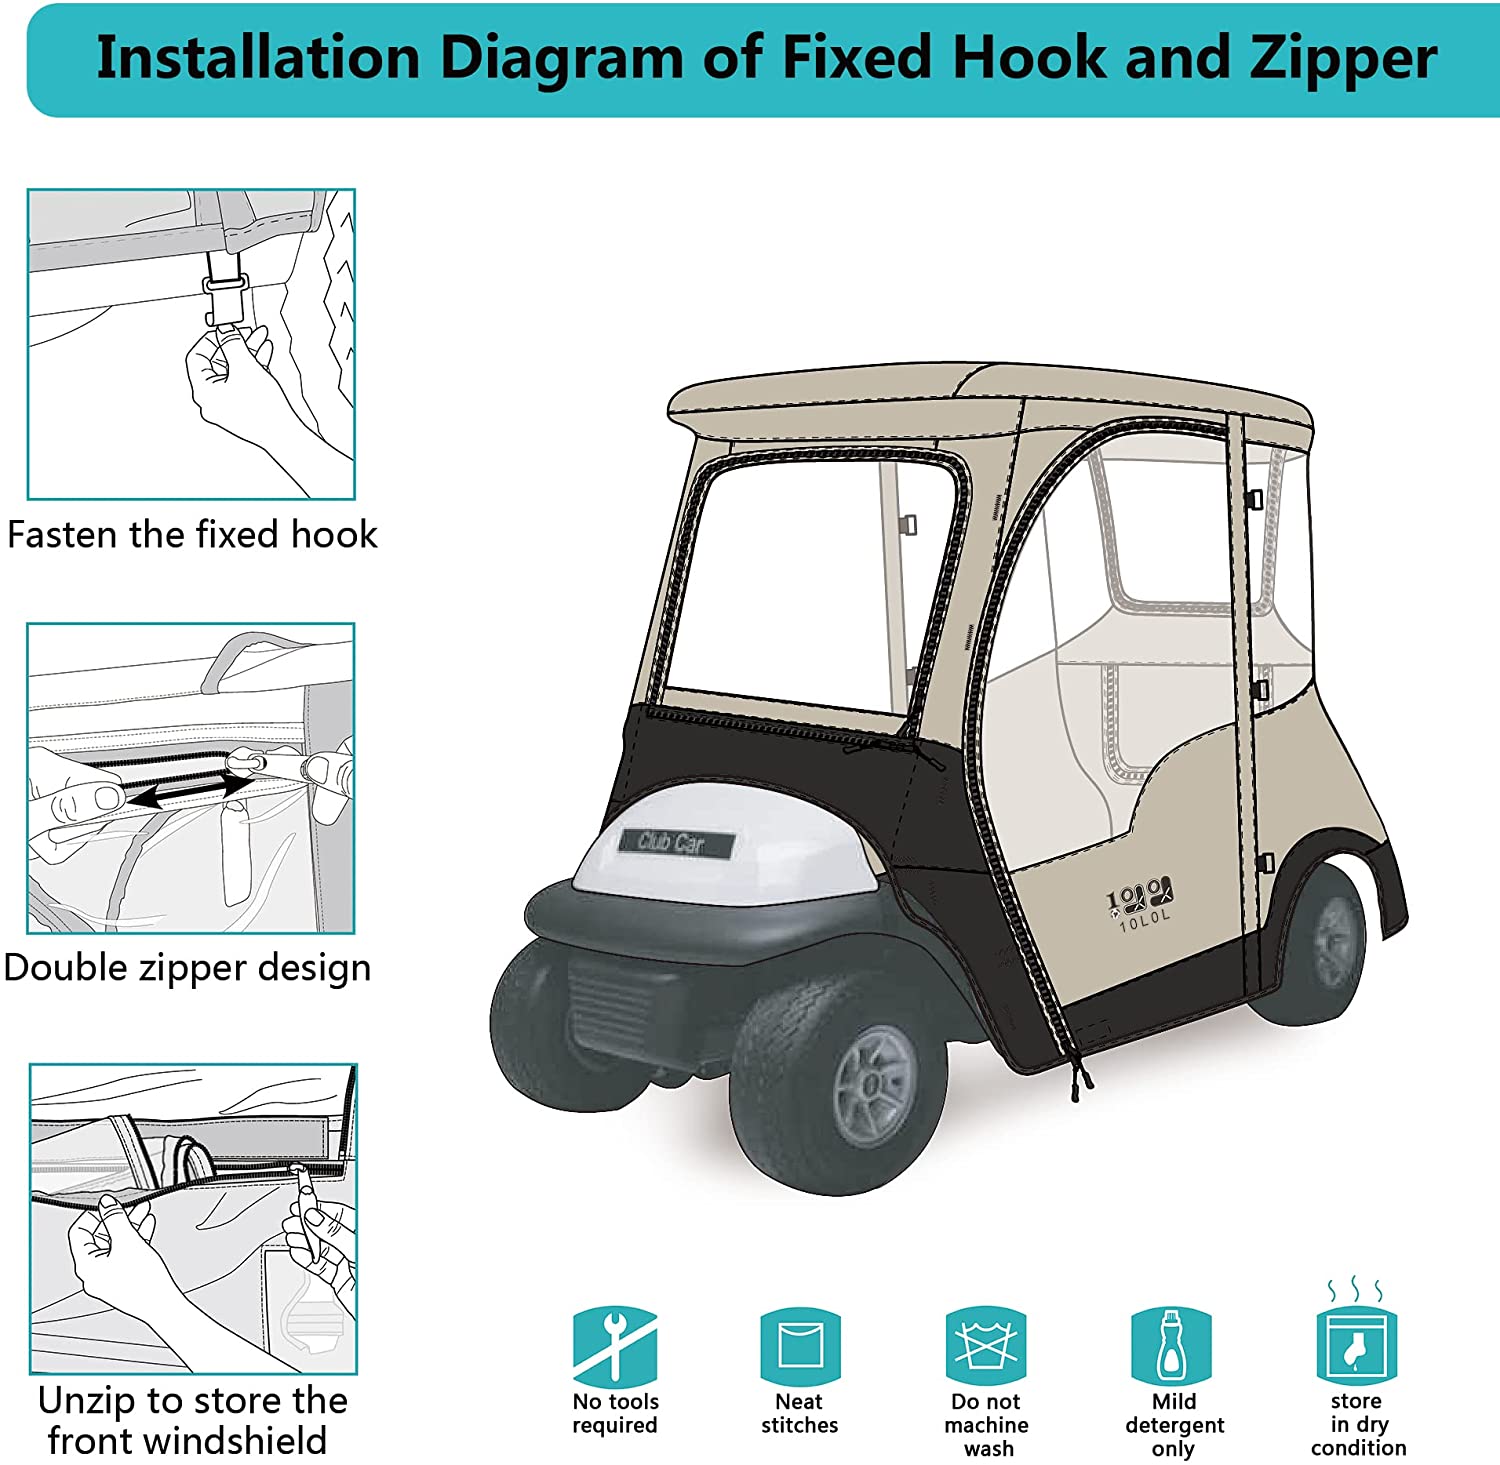 Installation Diagram of Fixed Hook and Zipper
Fasten the fixed hook
Double zipper design
Unzip to store the
front windshield
Club Car
10L0L
No tools
required
Neat
stitches
Do not
machine
wash
Mild
detergent
only
store
in dry
condition